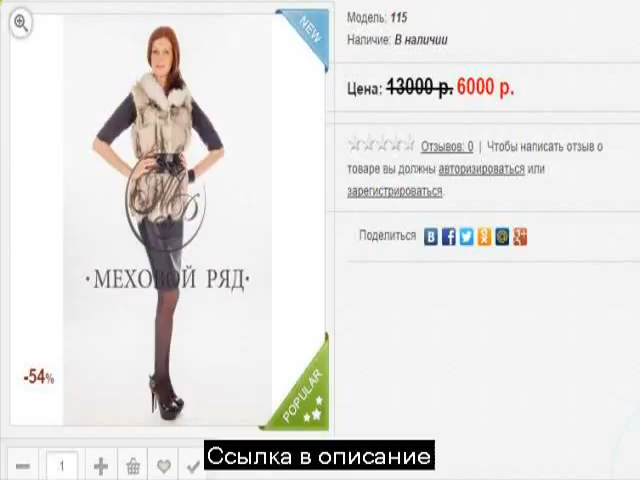 NEW
Модель: 115
Наличие: В наличии
Цена: 13000 р. 6000 р.
Отзывов: 0 | Чтобы написать отзыв о
товаре вы должны авторизироваться или
зарегистрироваться.
Поделиться
·МЕХОВОЙ РЯД·
-54%
POPULAR
1
Ссылка в описание